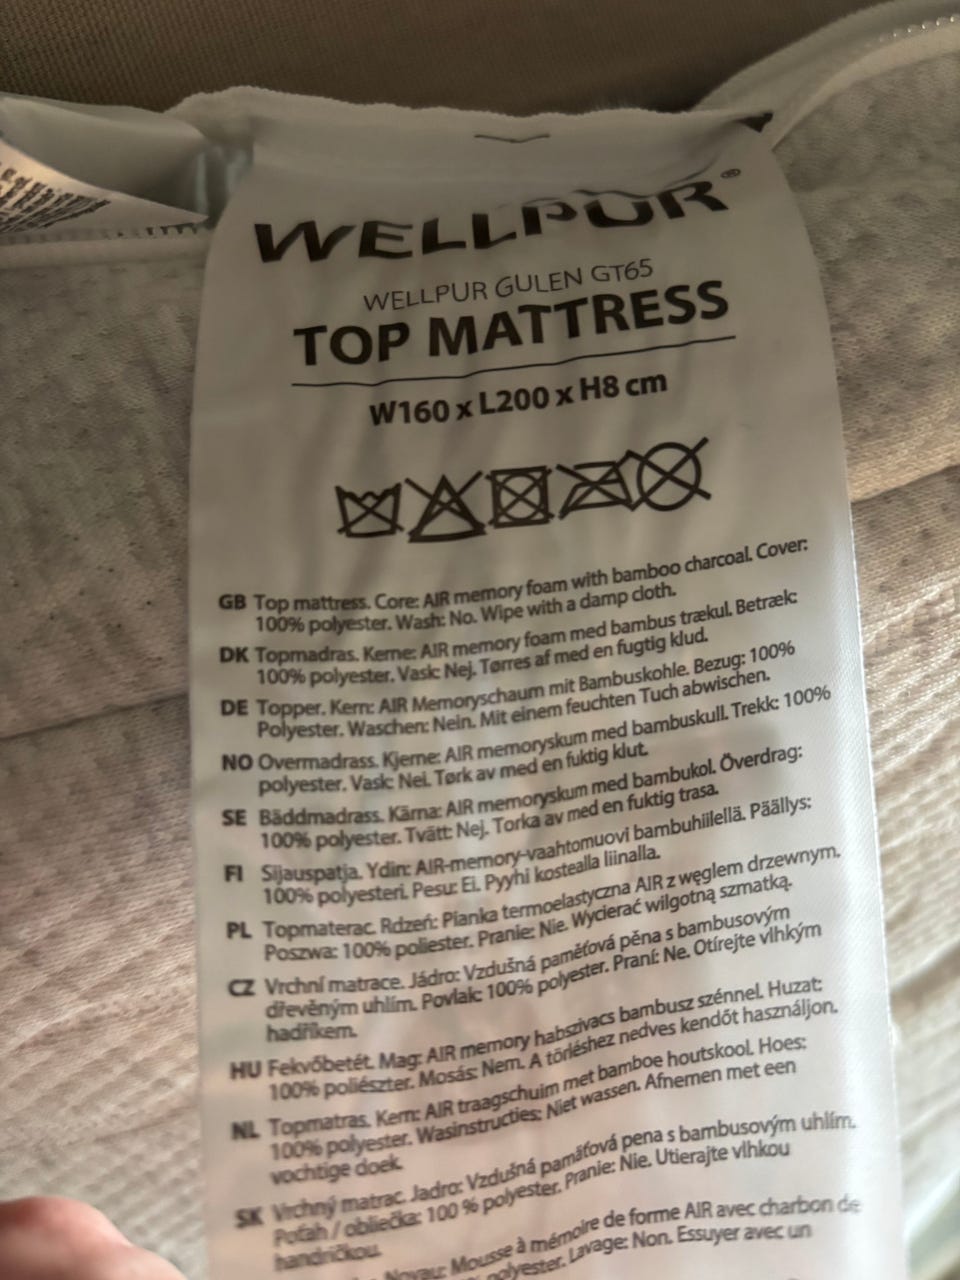 WELLPUR®
WELLPUR GULEN GT65
TOP MATTRESS
W160 x L200 x H8 cm
GB Top mattress. Core: AIR memory foam with bamboo charcoal. Cover:
100% polyester. Wash: No. Wipe with a damp cloth.
DK Topmadras. Kerne: AIR memory foam med bambus trækul. Betræk:
100% polyester. Vask: Nej. Tørres af med en fugtig klud.
DE Topper. Kern: AIR Memoryschaum mit Bambuskohle. Bezug: 100%
Polyester. Waschen: Nein. Mit einem feuchten Tuch abwischen.
NO Overmadrass. Kjerne: AIR memoryskum med bambuskull. Trekk: 100%
polyester. Vask: Nei. Tørk av med en fuktig klut.
SE Bäddmadrass. Kärna: AIR memoryskum med bambukol. Överdrag:
100% polyester. Tvätt: Nej. Torka av med en fuktig trasa.
FI Sijauspatja. Ydin: AIR-memory-vaahtomuovi bambuhiilellä. Päällys:
100% polyesteri. Pesu: Ei. Pyyhi kostealla liinalla.
PL Topmaterac. Rdzeń: Pianka termoelastyczna AIR z węglem drzewnym.
Poszwa: 100% poliester. Pranie: Nie. Wycierać wilgotną szmatką.
CZ Vrchní matrace. Jádro: Vzdušná paměťová pěna s bambusovým
dřevěným uhlím. Povlak: 100% polyester. Praní: Ne. Otírejte vlhkým
hadříkem.
HU Fekvőbetét. Mag: AIR memory habszivacs bambusz szénnel. Huzat:
100% poliészter. Mosás: Nem. A törléshez nedves kendőt használjon.
NL Topmatras. Kern: AIR traagschuim met bamboe houtskool. Hoes:
100% polyester. Wasinstructies: Niet wassen. Afnemen met een
vochtige doek.
SK Vrchný matrac. Jadro: Vzdušná pamäťová pena s bambusovým uhlím.
Poťah / obliečka: 100 % polyester. Pranie: Nie. Utierajte vlhkou
handričkou.
Noyau: Mousse à mémoire de forme AIR avec charbon de
polyester. Lavage: Non. Essuyer avec un